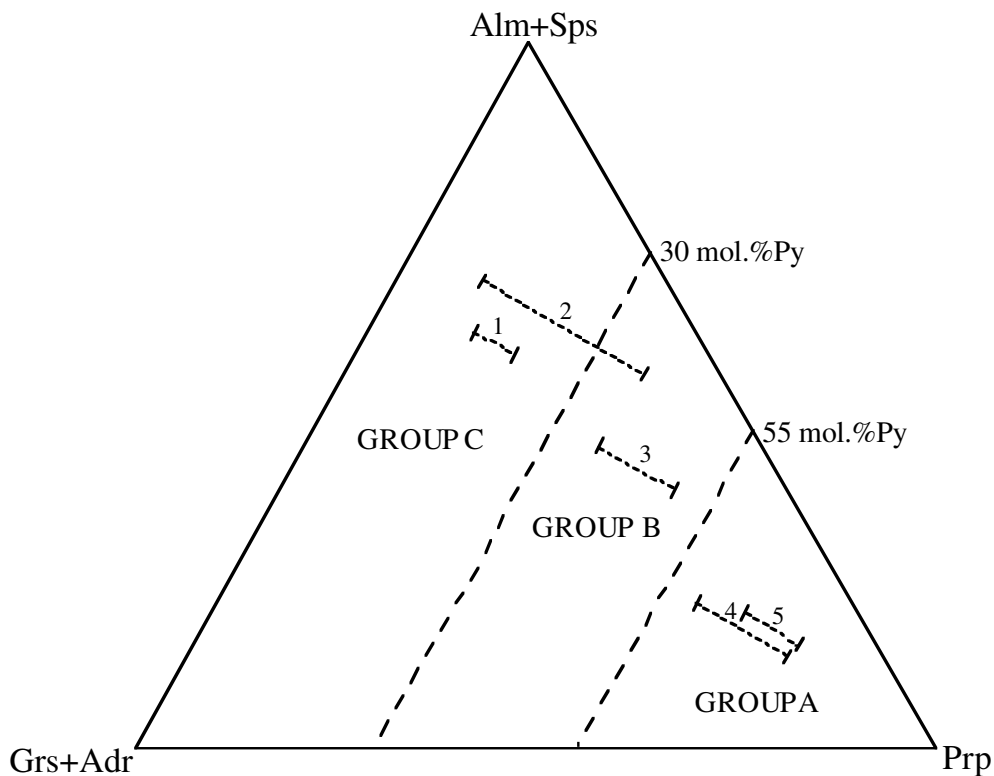 Alm+Sps
30 mol.%Py
2
1
55 mol.%Py
GROUP C
3
GROUP B
4
5
GROUPA
Grs+Adr
Prp